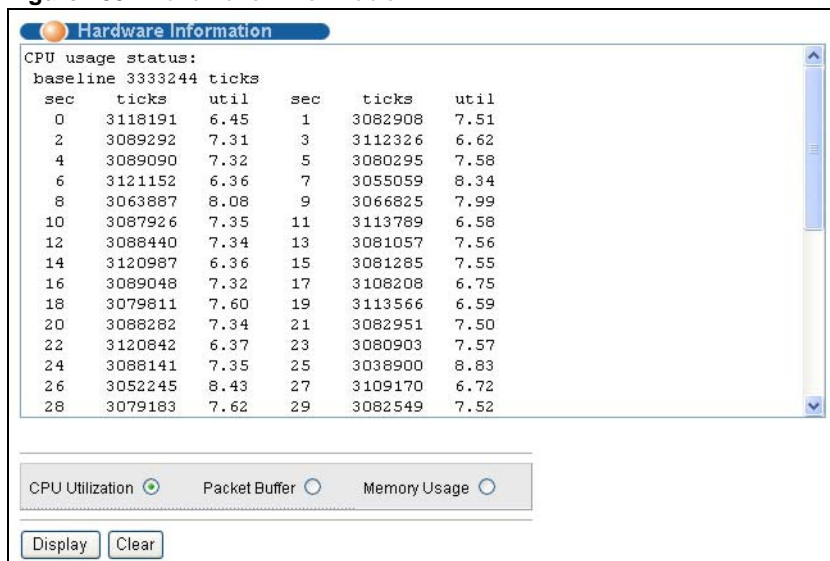 Hardware Information
CPU usage status:
baseline 3333244 ticks
sec ticks util sec ticks util
0 3118191 6.45 1 3082908 7.51
2 3089292 7.31 3 3112326 6.62
4 3089090 7.32 5 3080295 7.58
6 3121152 6.36 7 3055059 8.34
8 3063887 8.08 9 3066825 7.99
10 3087926 7.35 11 3113789 6.58
12 3088440 7.34 13 3081057 7.56
14 3120987 6.36 15 3081285 7.55
16 3089048 7.32 17 3108208 6.75
18 3079811 7.60 19 3113566 6.59
20 3088282 7.34 21 3082951 7.50
22 3120842 6.37 23 3080903 7.57
24 3088141 7.35 25 3038900 8.83
26 3052245 8.43 27 3109170 6.72
28 3079183 7.62 29 3082549 7.52
CPU Utilization Packet Buffer Memory Usage
Display Clear